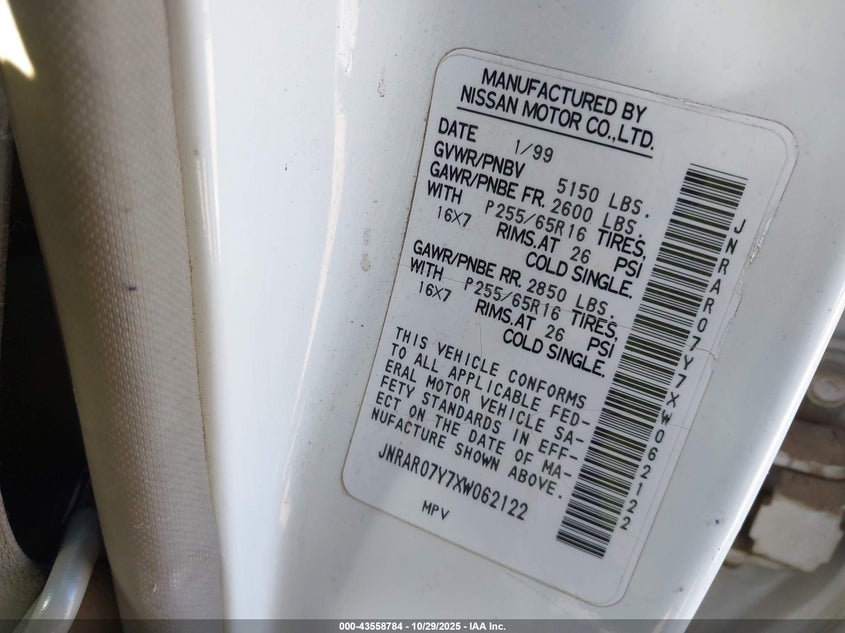 MANUFACTURED BY
NISSAN MOTOR CO.,LTD.
DATE 1/99
GVWR/PNBV 5150 LBS.
GAWR/PNBE FR. 2600 LBS.
WITH P255/65R16 TIRES,
16X7 RIMS.AT 26 PSI
COLD SINGLE.
GAWR/PNBE RR. 2850 LBS.
WITH P255/65R16 TIRES,
16X7 RIMS.AT 26 PSI
COLD SINGLE.
THIS VEHICLE CONFORMS
TO ALL APPLICABLE FED-
ERAL MOTOR VEHICLE SA-
FETY STANDARDS IN EFF-
ECT ON THE DATE OF MA-
NUFACTURE SHOWN ABOVE.
JNRAR07Y7XW062122
MPV
JNRAR07Y7XW062122
000-43558784 - 10/29/2025 - IAA Inc.